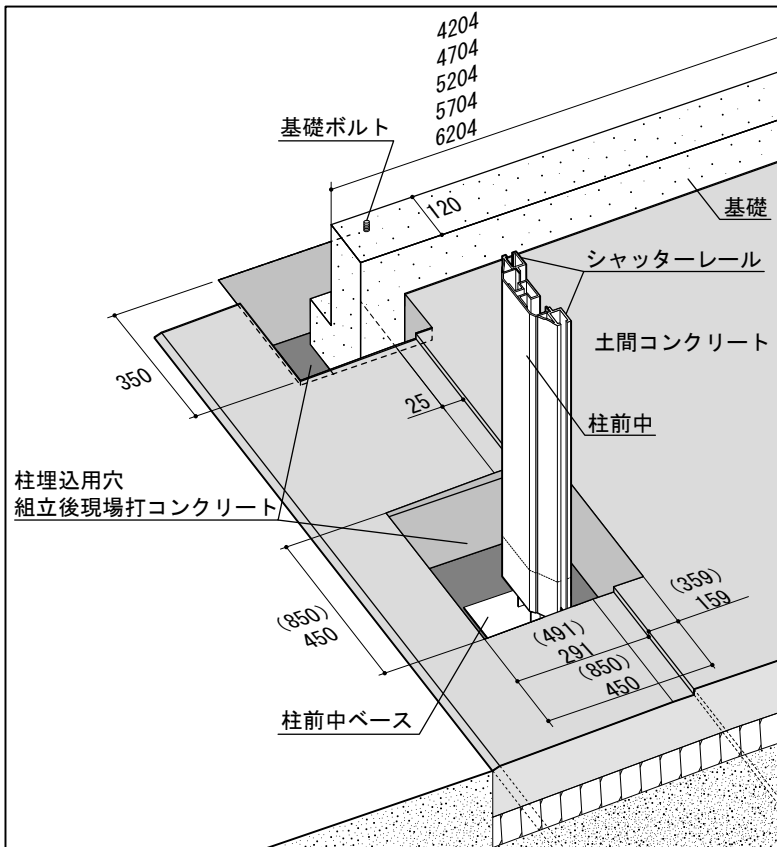 4204
4704
5204
5704
6204
基礎ボルト
120
基礎
シャッターレール
土間コンクリート
350
25
柱前中
柱埋込用穴
組立後現場打コンクリート
(850)
450
(359)
159
(491)
291
(850)
450
柱前中ベース